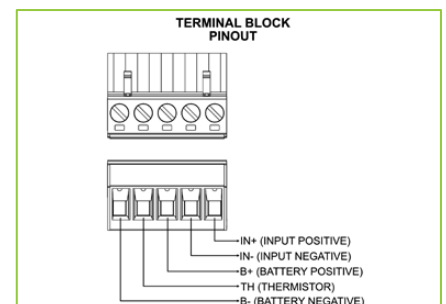 TERMINAL BLOCK
PINOUT
IN+ (INPUT POSITIVE)
IN- (INPUT NEGATIVE)
B+ (BATTERY POSITIVE)
TH (THERMISTOR)
B- (BATTERY NEGATIVE)